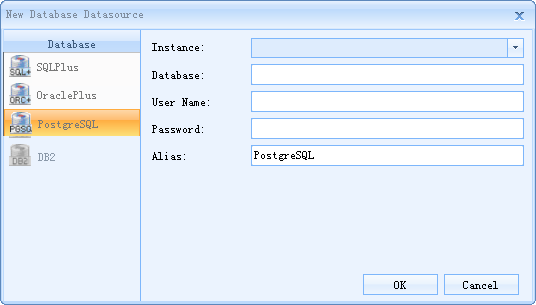 New Database Datasource
Database
SQL+ SQLPlus
ORC+ OraclePlus
PGSQ PostgreSQL
DB2 DB2
Instance:
Database:
User Name:
Password:
Alias: PostgreSQL
OK Cancel